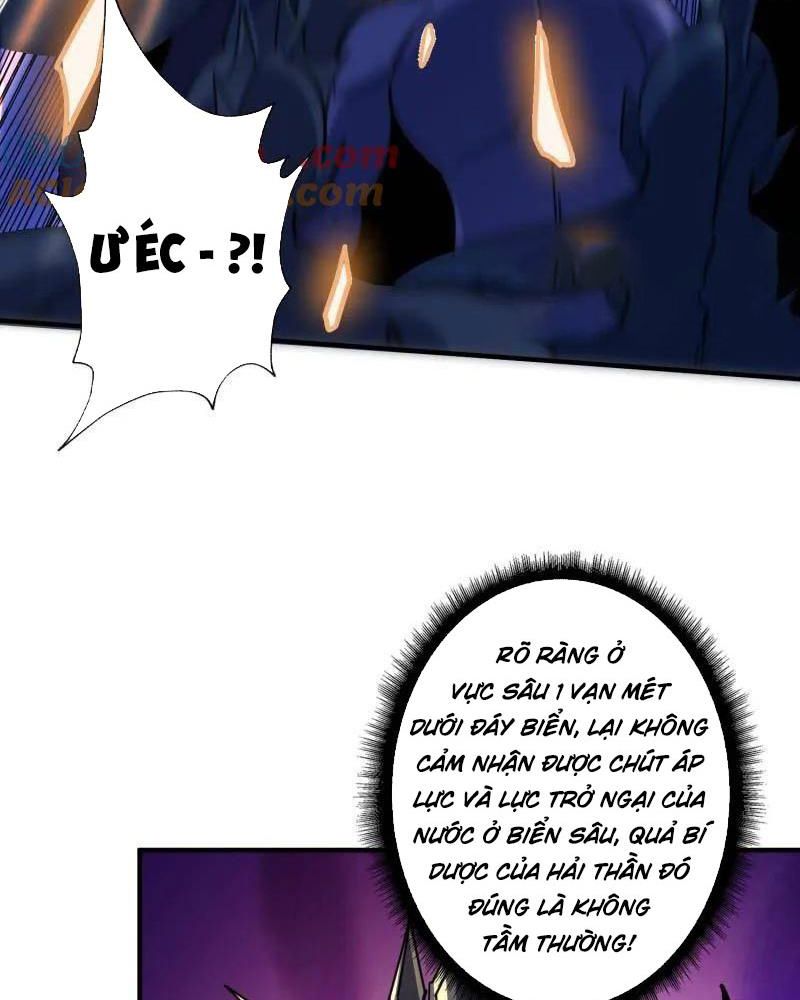 ƯÉC - ?!
RÕ RÀNG Ở
VỰC SÂU 1 VẠN MÉT
DƯỚI ĐÁY BIỂN, LẠI KHÔNG
CẢM NHẬN ĐƯỢC CHÚT ÁP
LỰC VÀ LỰC TRỞ NGẠI CỦA
NƯỚC Ở BIỂN SÂU, QUẢ BÍ
DƯỢC CỦA HẢI THẦN ĐÓ
ĐÚNG LÀ KHÔNG
TẦM THƯỜNG!